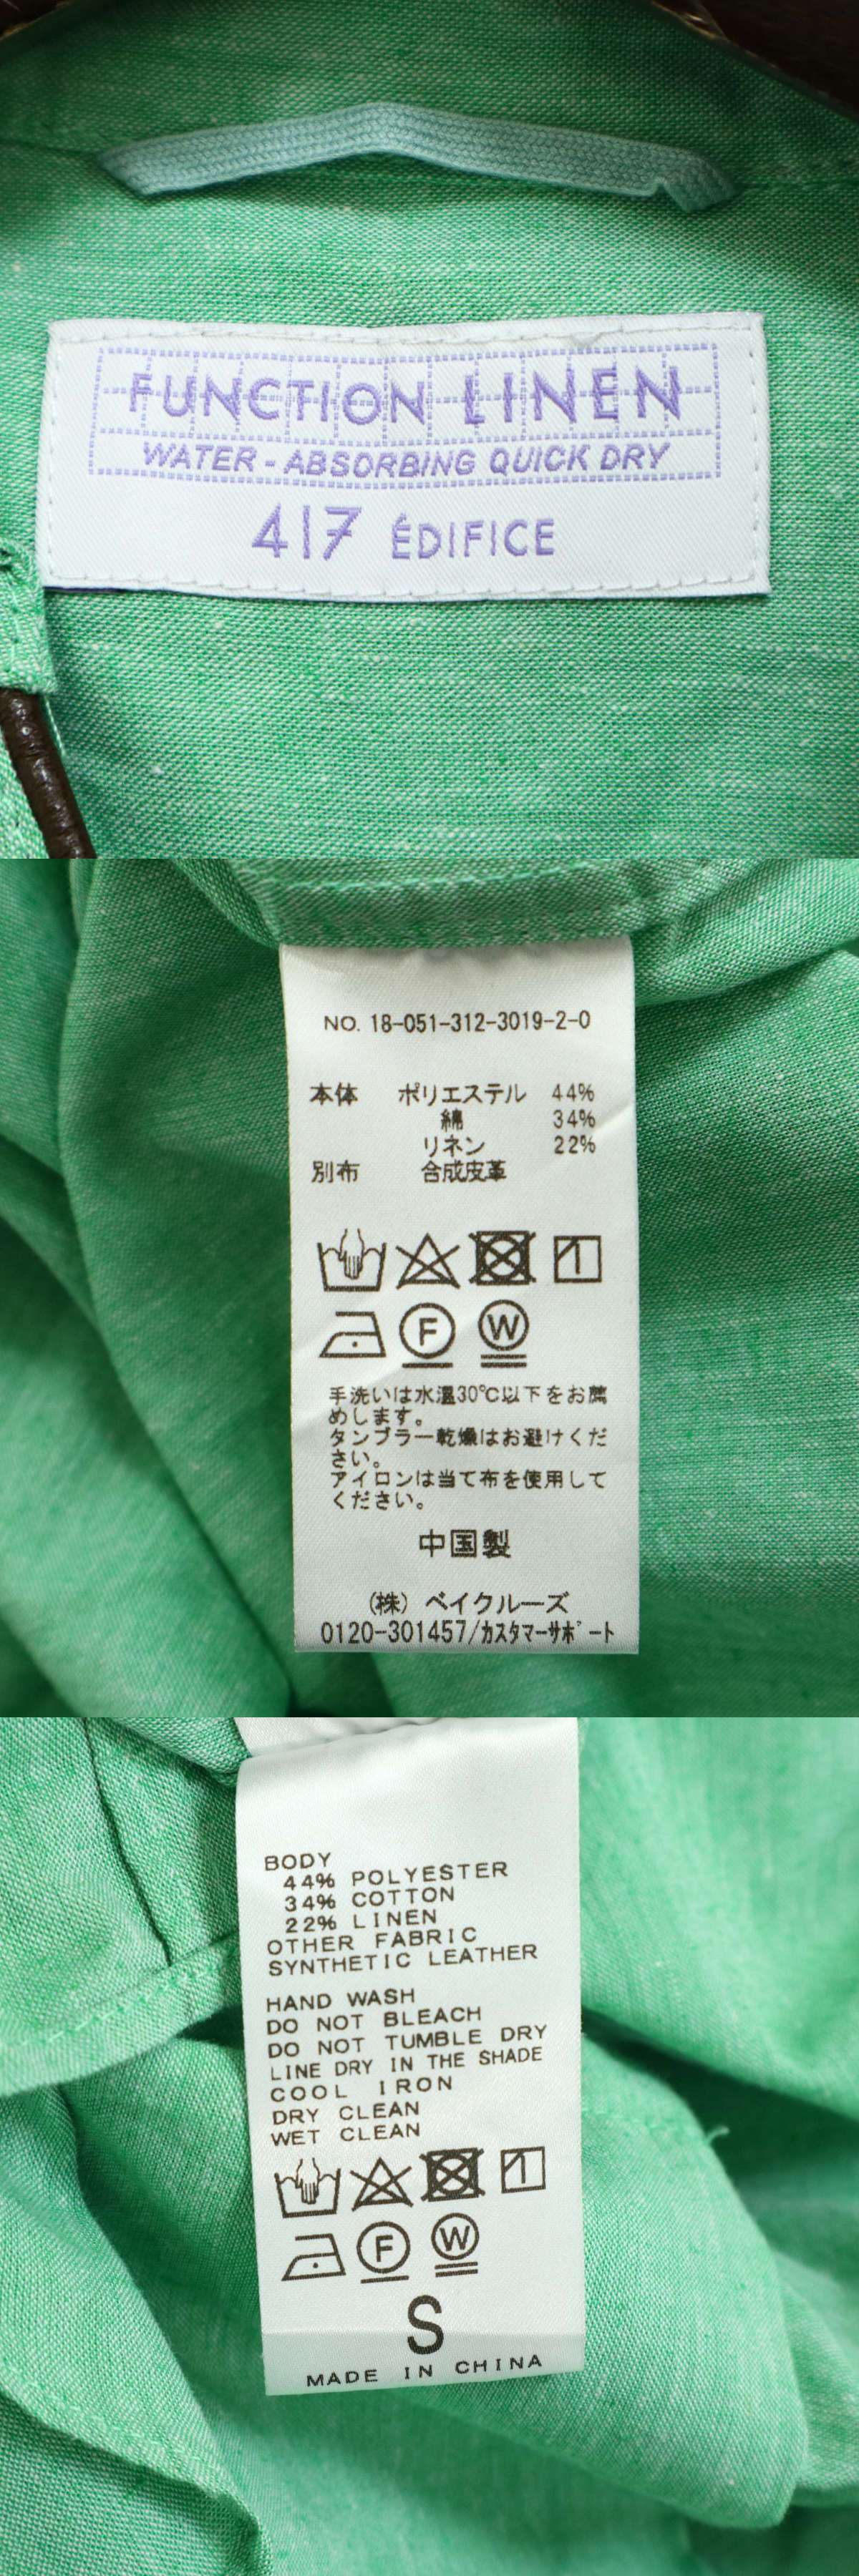 FUNCTION LINEN
WATER - ABSORBING QUICK DRY
417 ÉDIFICE
NO. 18-051-312-3019-2-0
本体 ポリエステル 44%
綿 34%
リネン 22%
別布 合成皮革
F W
手洗いは水温30℃以下をお薦
めします。
タンブラー乾燥はお避けくだ
さい。
アイロンは当て布を使用して
ください。
中国製
(株) ベイクルーズ
0120-301457/カスタマーサポート
BODY
44% POLYESTER
34% COTTON
22% LINEN
OTHER FABRIC
SYNTHETIC LEATHER
HAND WASH
DO NOT BLEACH
DO NOT TUMBLE DRY
LINE DRY IN THE SHADE
COOL IRON
DRY CLEAN
WET CLEAN
F W
S
MADE IN CHINA